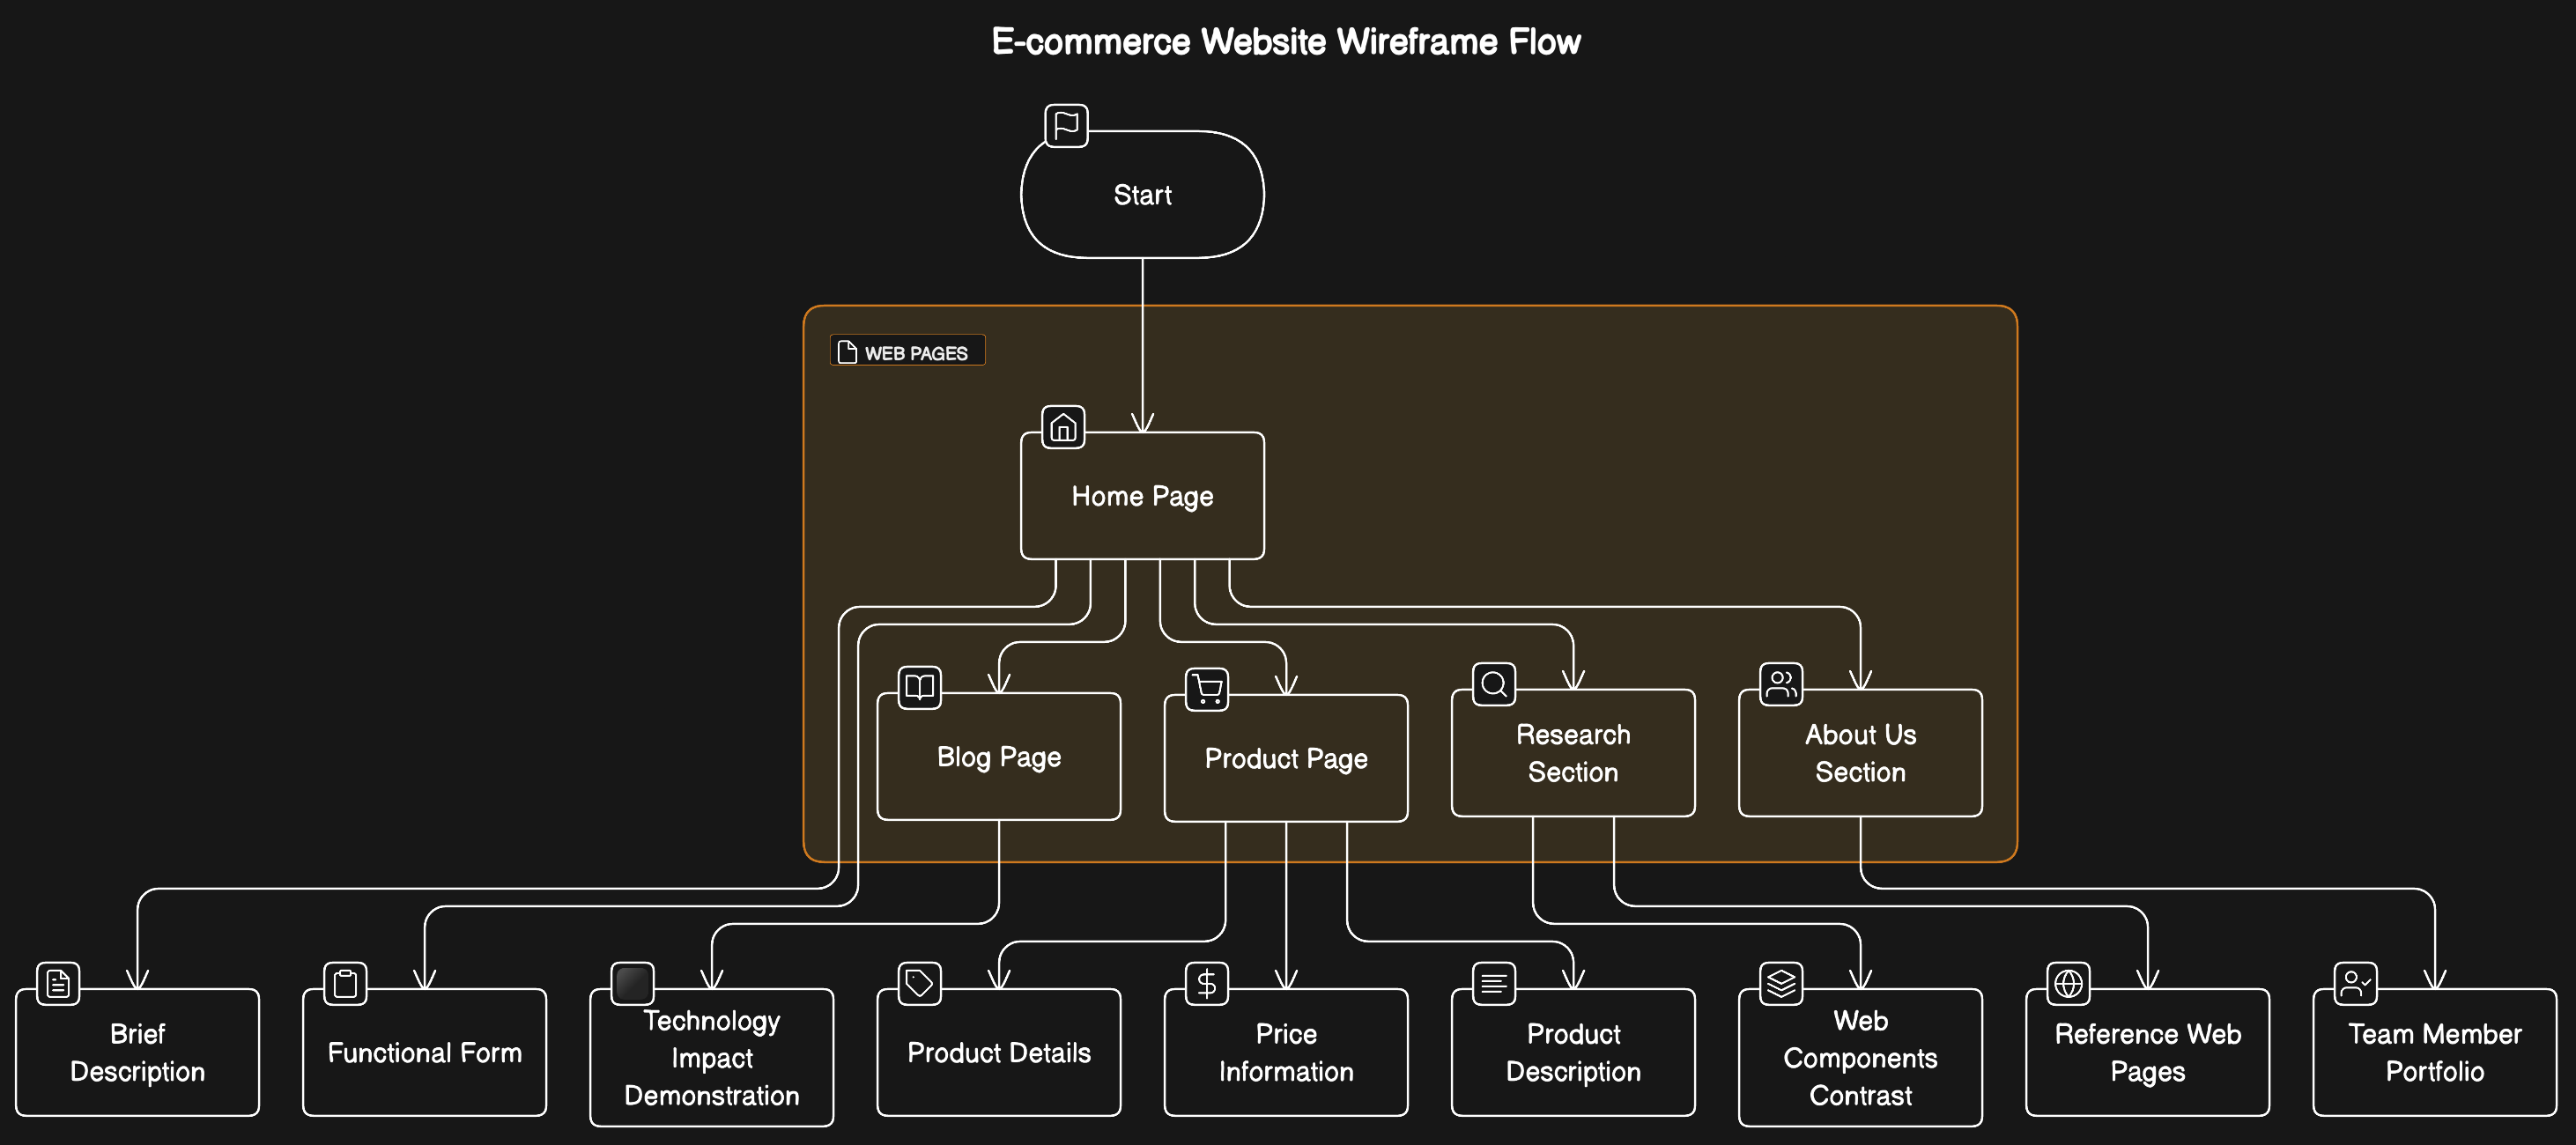 E-commerce Website Wireframe Flow
Start
WEB PAGES
Home Page
Blog Page
Product Page
Research
Section
About Us
Section
Brief
Description
Functional Form
Technology
Impact
Demonstration
Product Details
Price
Information
Product
Description
Web
Components
Contrast
Reference Web
Pages
Team Member
Portfolio